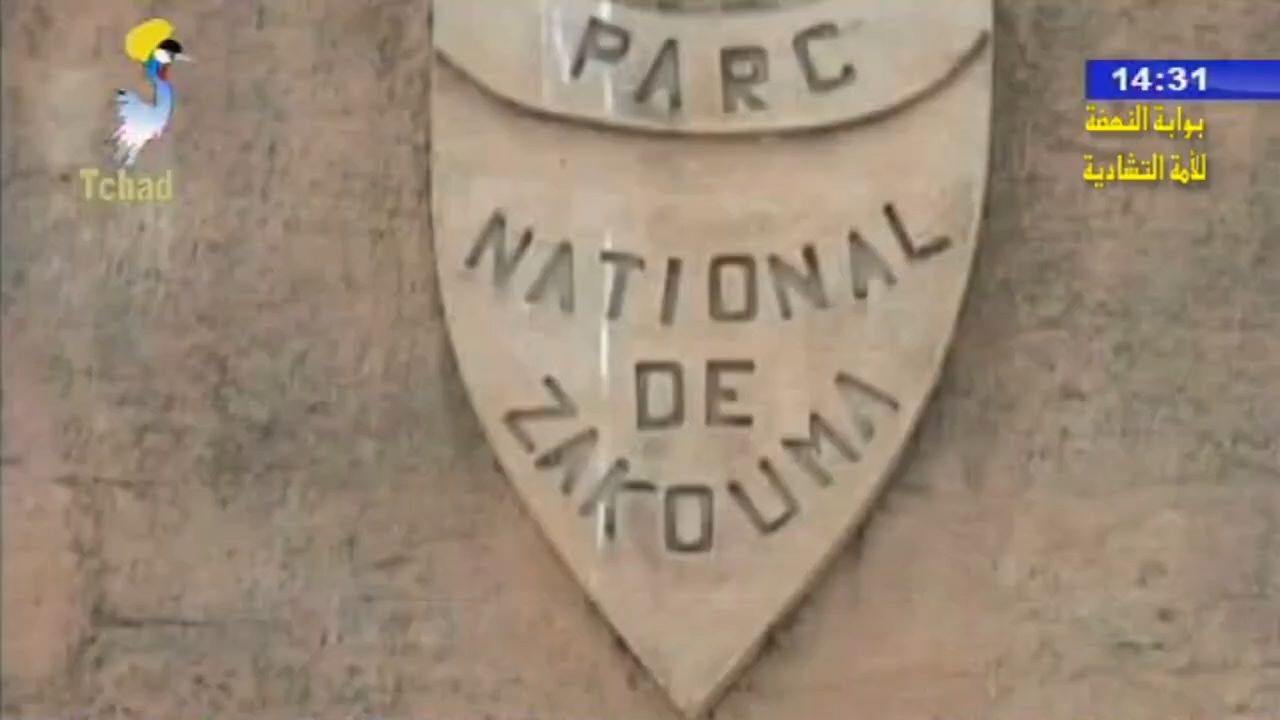 PARC
NATIONAL
DE
ZAKOUMA
Tchad
14:31
بوابة النهضة
للأمة التشادية